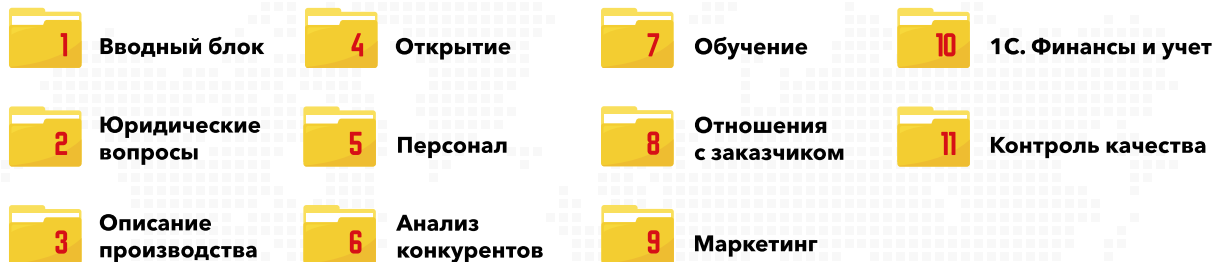 1 Вводный блок
2 Юридические
вопросы
3 Описание
производства
4 Открытие
5 Персонал
6 Анализ
конкурентов
7 Обучение
8 Отношения
с заказчиком
9 Маркетинг
10 1С. Финансы и учет
11 Контроль качества